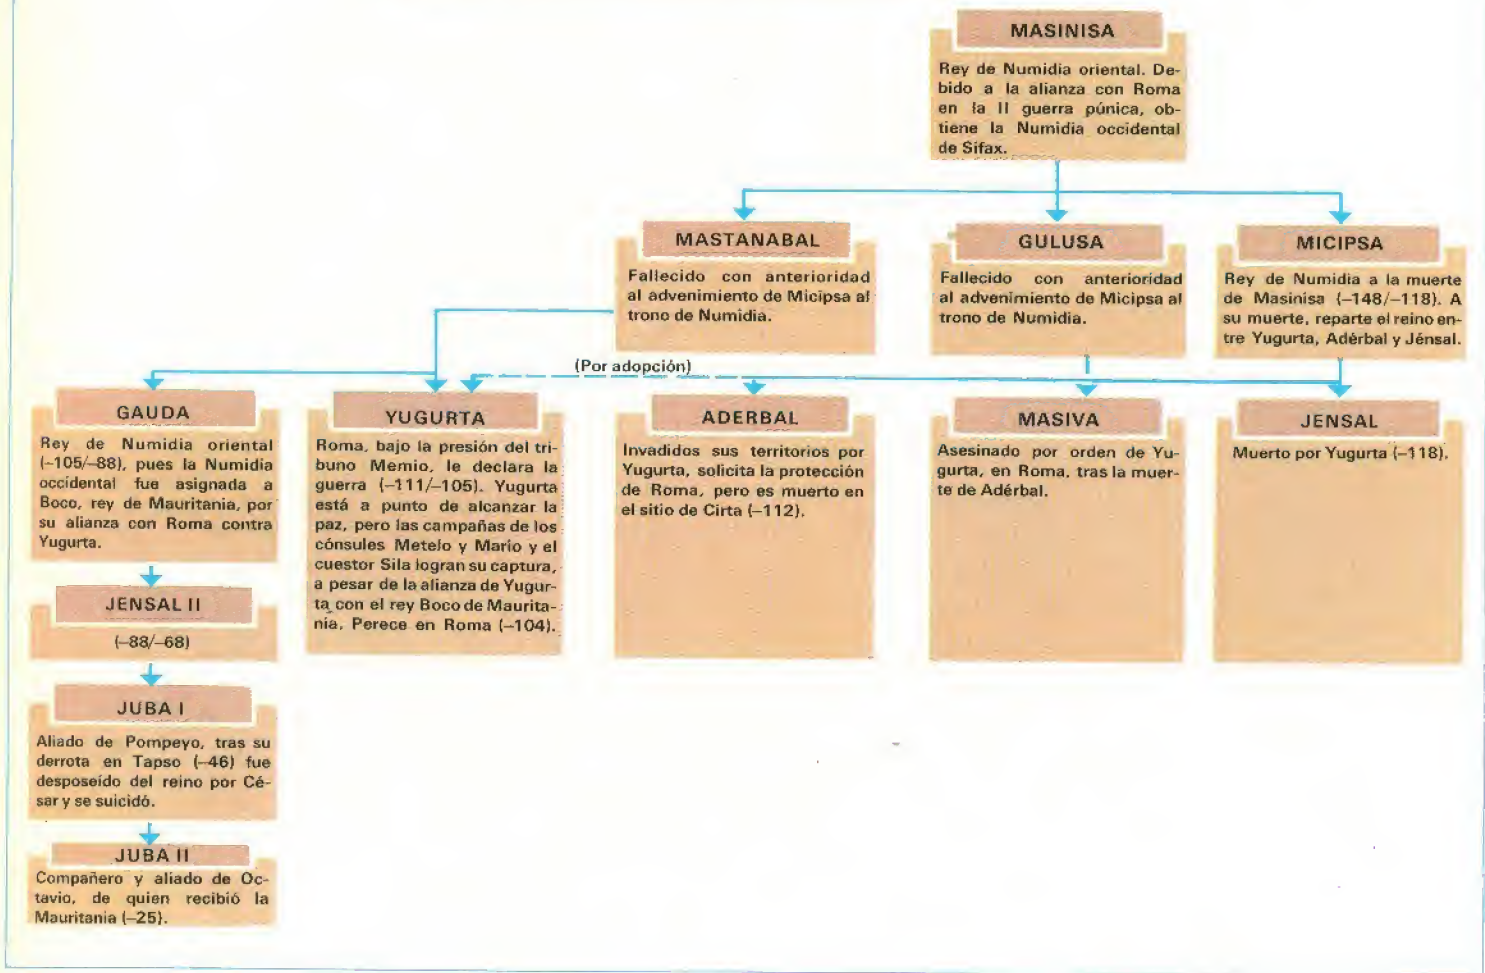 MASINISA
Rey de Numidia oriental. De-
bido a la alianza con Roma
en la II guerra púnica, ob-
tiene la Numidia occidental
de Sifax.
MASTANABAL
Fallecido con anterioridad
al advenimiento de Micipsa al
trono de Numidia.
GULUSA
Fallecido con anterioridad
al advenimiento de Micipsa al
trono de Numidia.
MICIPSA
Rey de Numidia a la muerte
de Masinisa (–148/–118). A
su muerte, reparte el reino en-
tre Yugurta, Adérbal y Jénsal.
(Por adopción)
GAUDA
Rey de Numidia oriental
(–105/–88), pues la Numidia
occidental fue asignada a
Boco, rey de Mauritania, por
su alianza con Roma contra
Yugurta.
YUGURTA
Roma, bajo la presión del tri-
buno Memio, le declara la
guerra (–111/–105). Yugurta
está a punto de alcanzar la
paz, pero las campañas de los
cónsules Metelo y Mario y el
cuestor Sila logran su captura,
a pesar de la alianza de Yugur-
ta con el rey Boco de Maurita-
nia. Perece en Roma (–104).
ADERBAL
Invadidos sus territorios por
Yugurta, solicita la protección
de Roma, pero es muerto en
el sitio de Cirta (–112).
MASIVA
Asesinado por orden de Yu-
gurta, en Roma, tras la muer-
te de Adérbal.
JENSAL
Muerto por Yugurta (–118).
JENSAL II
(–88/–68)
JUBA I
Aliado de Pompeyo, tras su
derrota en Tapso (–46) fue
desposeído del reino por Cé-
sar y se suicidó.
JUBA II
Compañero y aliado de Oc-
tavio, de quien recibió la
Mauritania (–25).